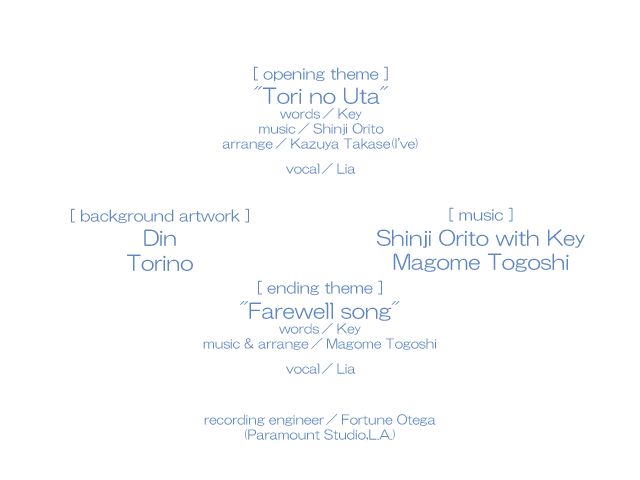 [ opening theme ]
"Tori no Uta"
words／Key
music／Shinji Orito
arrange／Kazuya Takase(I've)
vocal／Lia
[ background artwork ]
Din
Torino
[ music ]
Shinji Orito with Key
Magome Togoshi
[ ending theme ]
"Farewell song"
words／Key
music & arrange／Magome Togoshi
vocal／Lia
recording engineer／Fortune Otega
(Paramount Studio,L.A.)